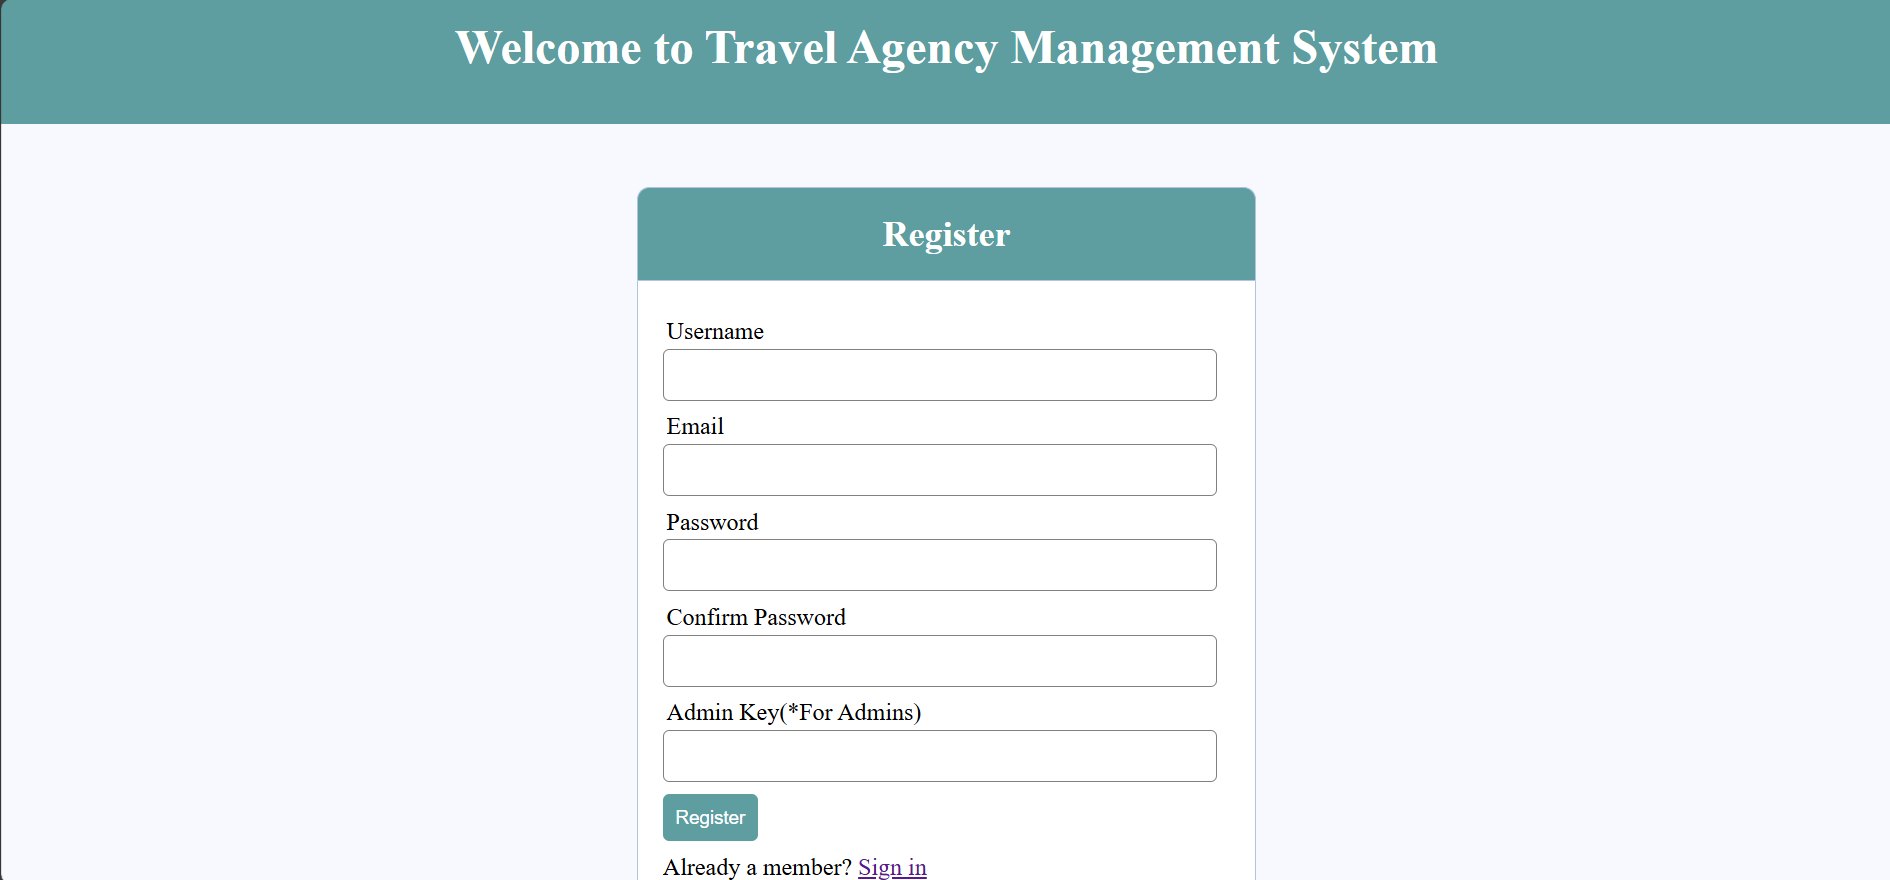 Welcome to Travel Agency Management System
Register
Username
Email
Password
Confirm Password
Admin Key(*For Admins)
Register
Already a member? Sign in